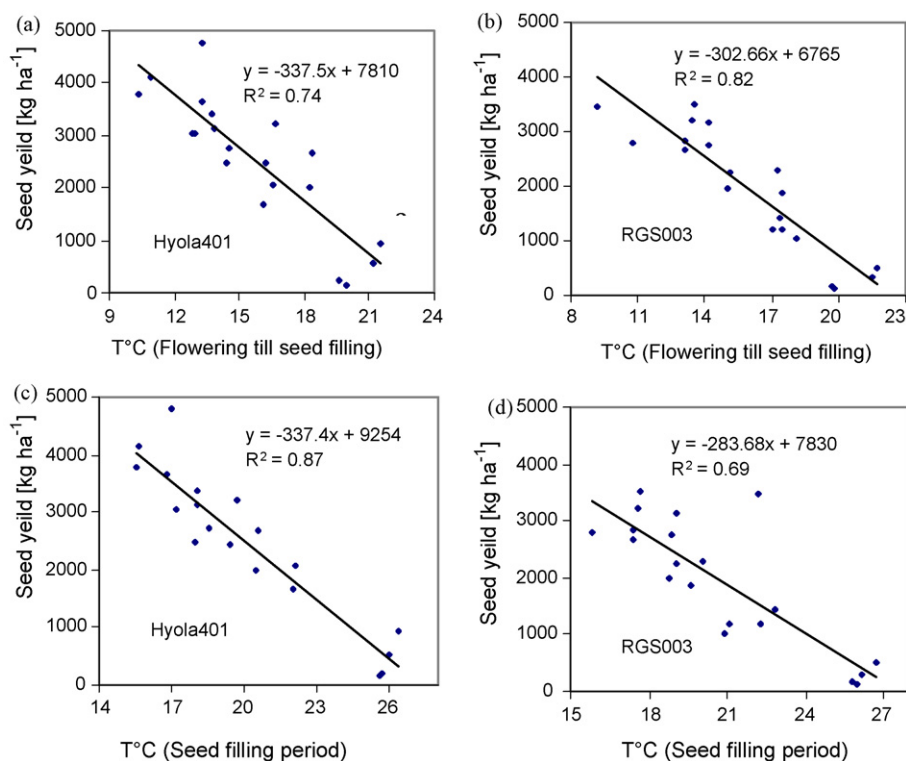 (a)
Seed yeild [kg ha⁻¹]
5000
4000
3000
2000
1000
0
y = -337.5x + 7810
R² = 0.74
Hyola401
9 12 15 18 21 24
T°C (Flowering till seed filling)
(b)
Seed yeild [kg ha⁻¹]
5000
4000
3000
2000
1000
0
y = -302.66x + 6765
R² = 0.82
RGS003
8 11 14 17 20 23
T°C (Flowering till seed filling)
(c)
Seed yeild [kg ha⁻¹]
5000
4000
3000
2000
1000
0
y = -337.4x + 9254
R² = 0.87
Hyola401
14 17 20 23 26
T°C (Seed filling period)
(d)
Seed yeild [kg ha⁻¹]
5000
4000
3000
2000
1000
0
y = -283.68x + 7830
R² = 0.69
RGS003
15 18 21 24 27
T°C (Seed filling period)